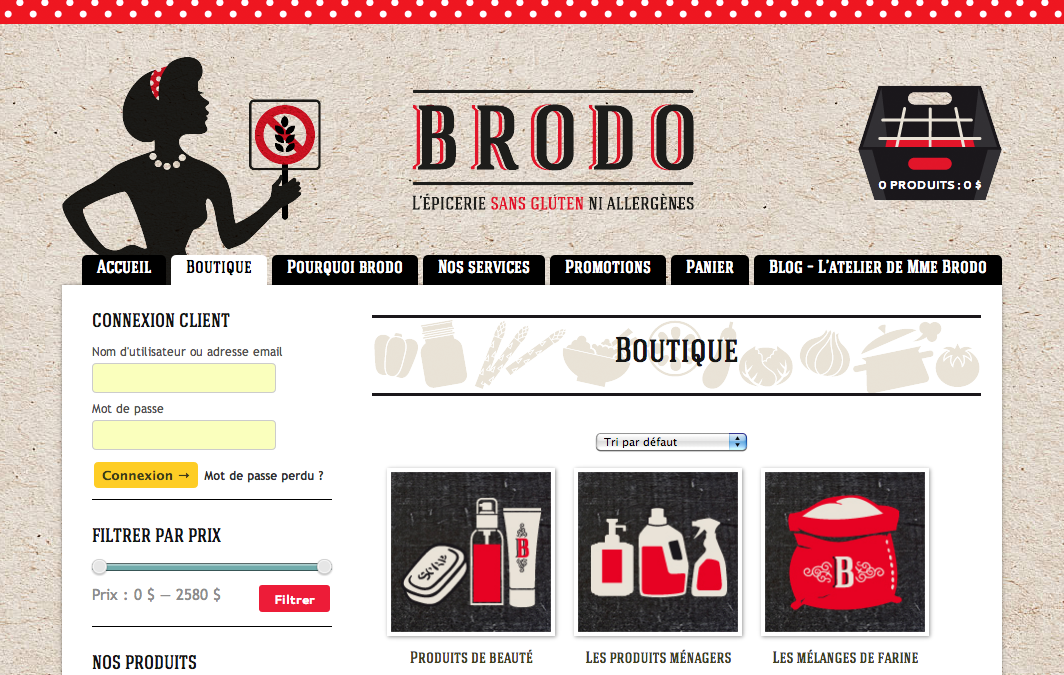 BRODO
L'ÉPICERIE SANS GLUTEN NI ALLERGÈNES
0 PRODUITS : 0 $
ACCUEIL
BOUTIQUE
POURQUOI BRODO
NOS SERVICES
PROMOTIONS
PANIER
BLOG – L'ATELIER DE MME BRODO
CONNEXION CLIENT
Nom d'utilisateur ou adresse email
Mot de passe
Connexion → Mot de passe perdu ?
FILTRER PAR PRIX
Prix : 0 $ — 2580 $
Filtrer
NOS PRODUITS
BOUTIQUE
Tri par défaut
B
B
PRODUITS DE BEAUTÉ
LES PRODUITS MÉNAGERS
LES MÉLANGES DE FARINE